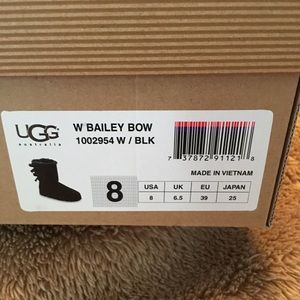 UGG
australia
W BAILEY BOW
1002954 W / BLK
7 37872 91121 8
MADE IN VIETNAM
8
USA UK EU JAPAN
8 6.5 39 25